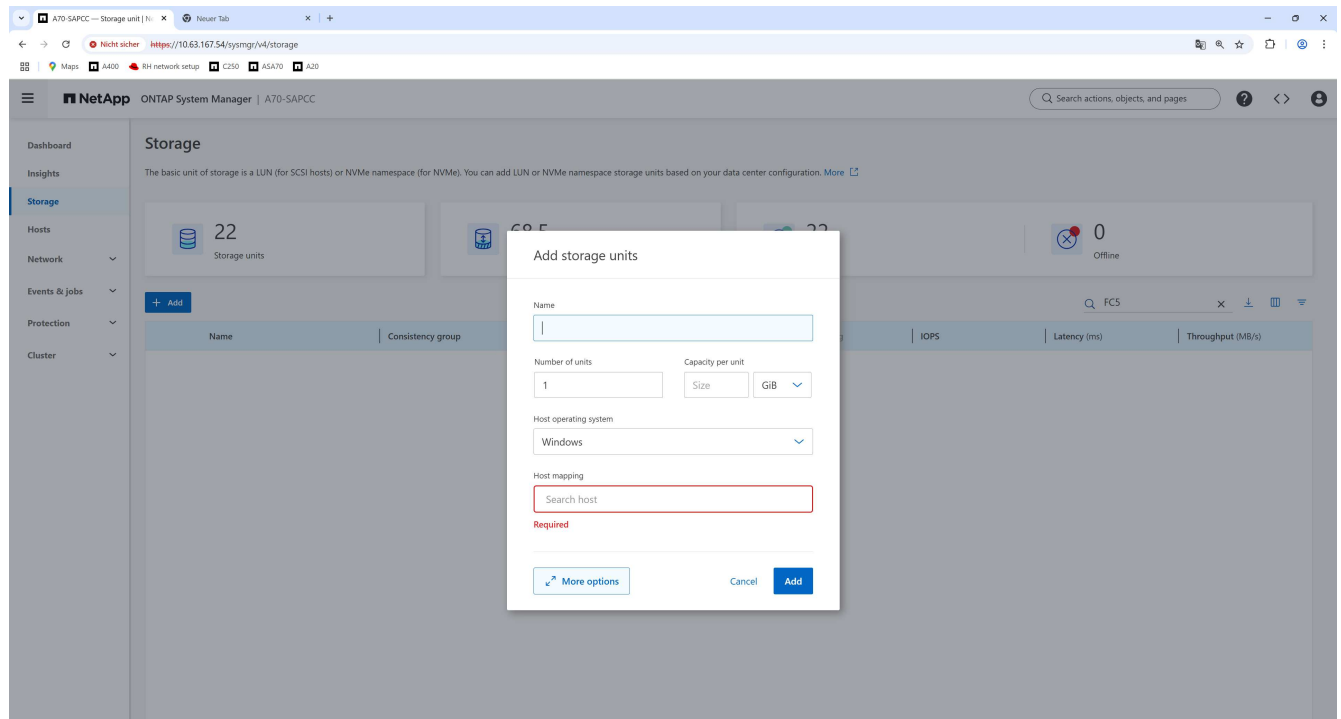 A70-SAPCC — Storage unit | N
Neuer Tab
Nicht sicher https://10.63.167.54/sysmgr/v4/storage
Maps A400 RH network setup C250 ASA70 A20
NetApp ONTAP System Manager | A70-SAPCC Search actions, objects, and pages
Dashboard
Insights
Storage
Hosts
Network
Events & jobs
Protection
Cluster
Storage
The basic unit of storage is a LUN (for SCSI hosts) or NVMe namespace (for NVMe). You can add LUN or NVMe namespace storage units based on your data center configuration. More
22
Storage units
68.5
22
0
Offline
+ Add
FC5
Name Consistency group IOPS Latency (ms) Throughput (MB/s)
Add storage units
Name
Number of units Capacity per unit
1 Size GiB
Host operating system
Windows
Host mapping
Search host
Required
More options Cancel Add